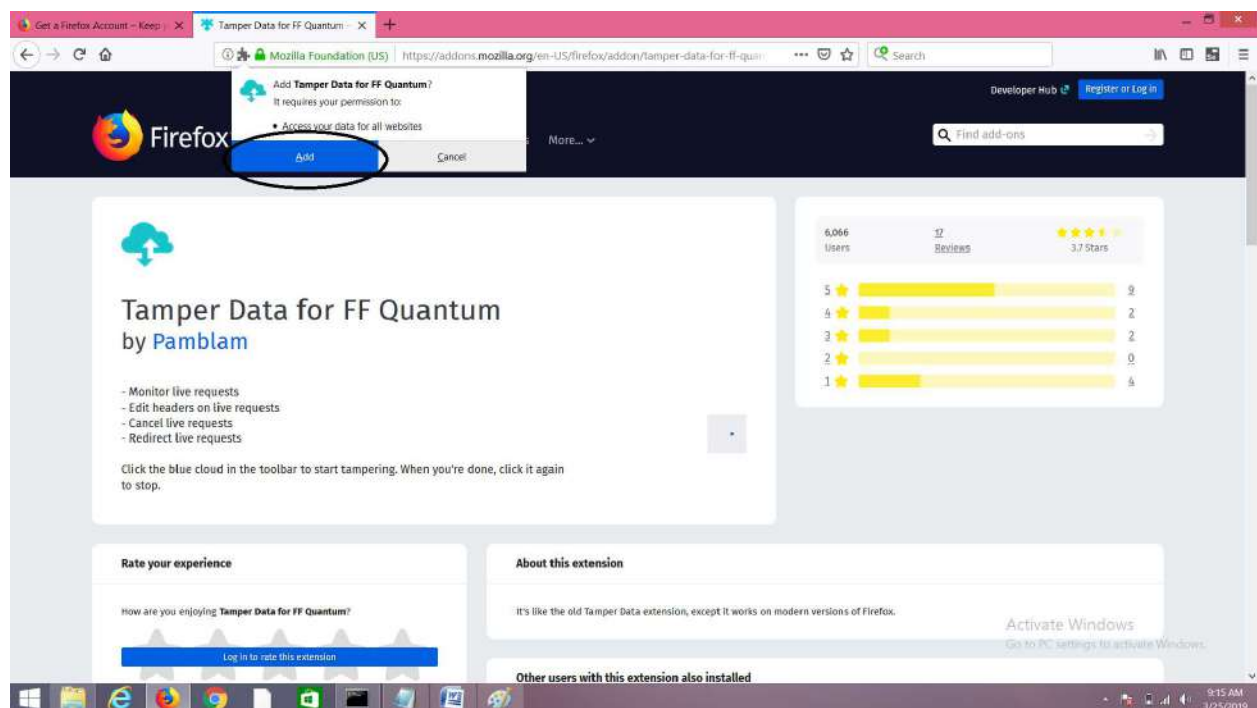 Get a Firefox Account – Keep y
Tamper Data for FF Quantum –
Mozilla Foundation (US)
https://addons.mozilla.org/en-US/firefox/addon/tamper-data-for-ff-quan
Search
Add Tamper Data for FF Quantum?
It requires your permission to:
• Access your data for all websites
Add
Cancel
Developer Hub
Register or Log in
Firefox
More...
Find add-ons
Tamper Data for FF Quantum
by Pamblam
- Monitor live requests
- Edit headers on live requests
- Cancel live requests
- Redirect live requests
Click the blue cloud in the toolbar to start tampering. When you're done, click it again
to stop.
6,066
Users
17
Reviews
3.7 Stars
5 9
4 2
3 2
2 0
1 4
Rate your experience
How are you enjoying Tamper Data for FF Quantum?
Log in to rate this extension
About this extension
It's like the old Tamper Data extension, except it works on modern versions of Firefox.
Other users with this extension also installed
Activate Windows
Go to PC settings to activate Windows.
9:15 AM
3/25/2019